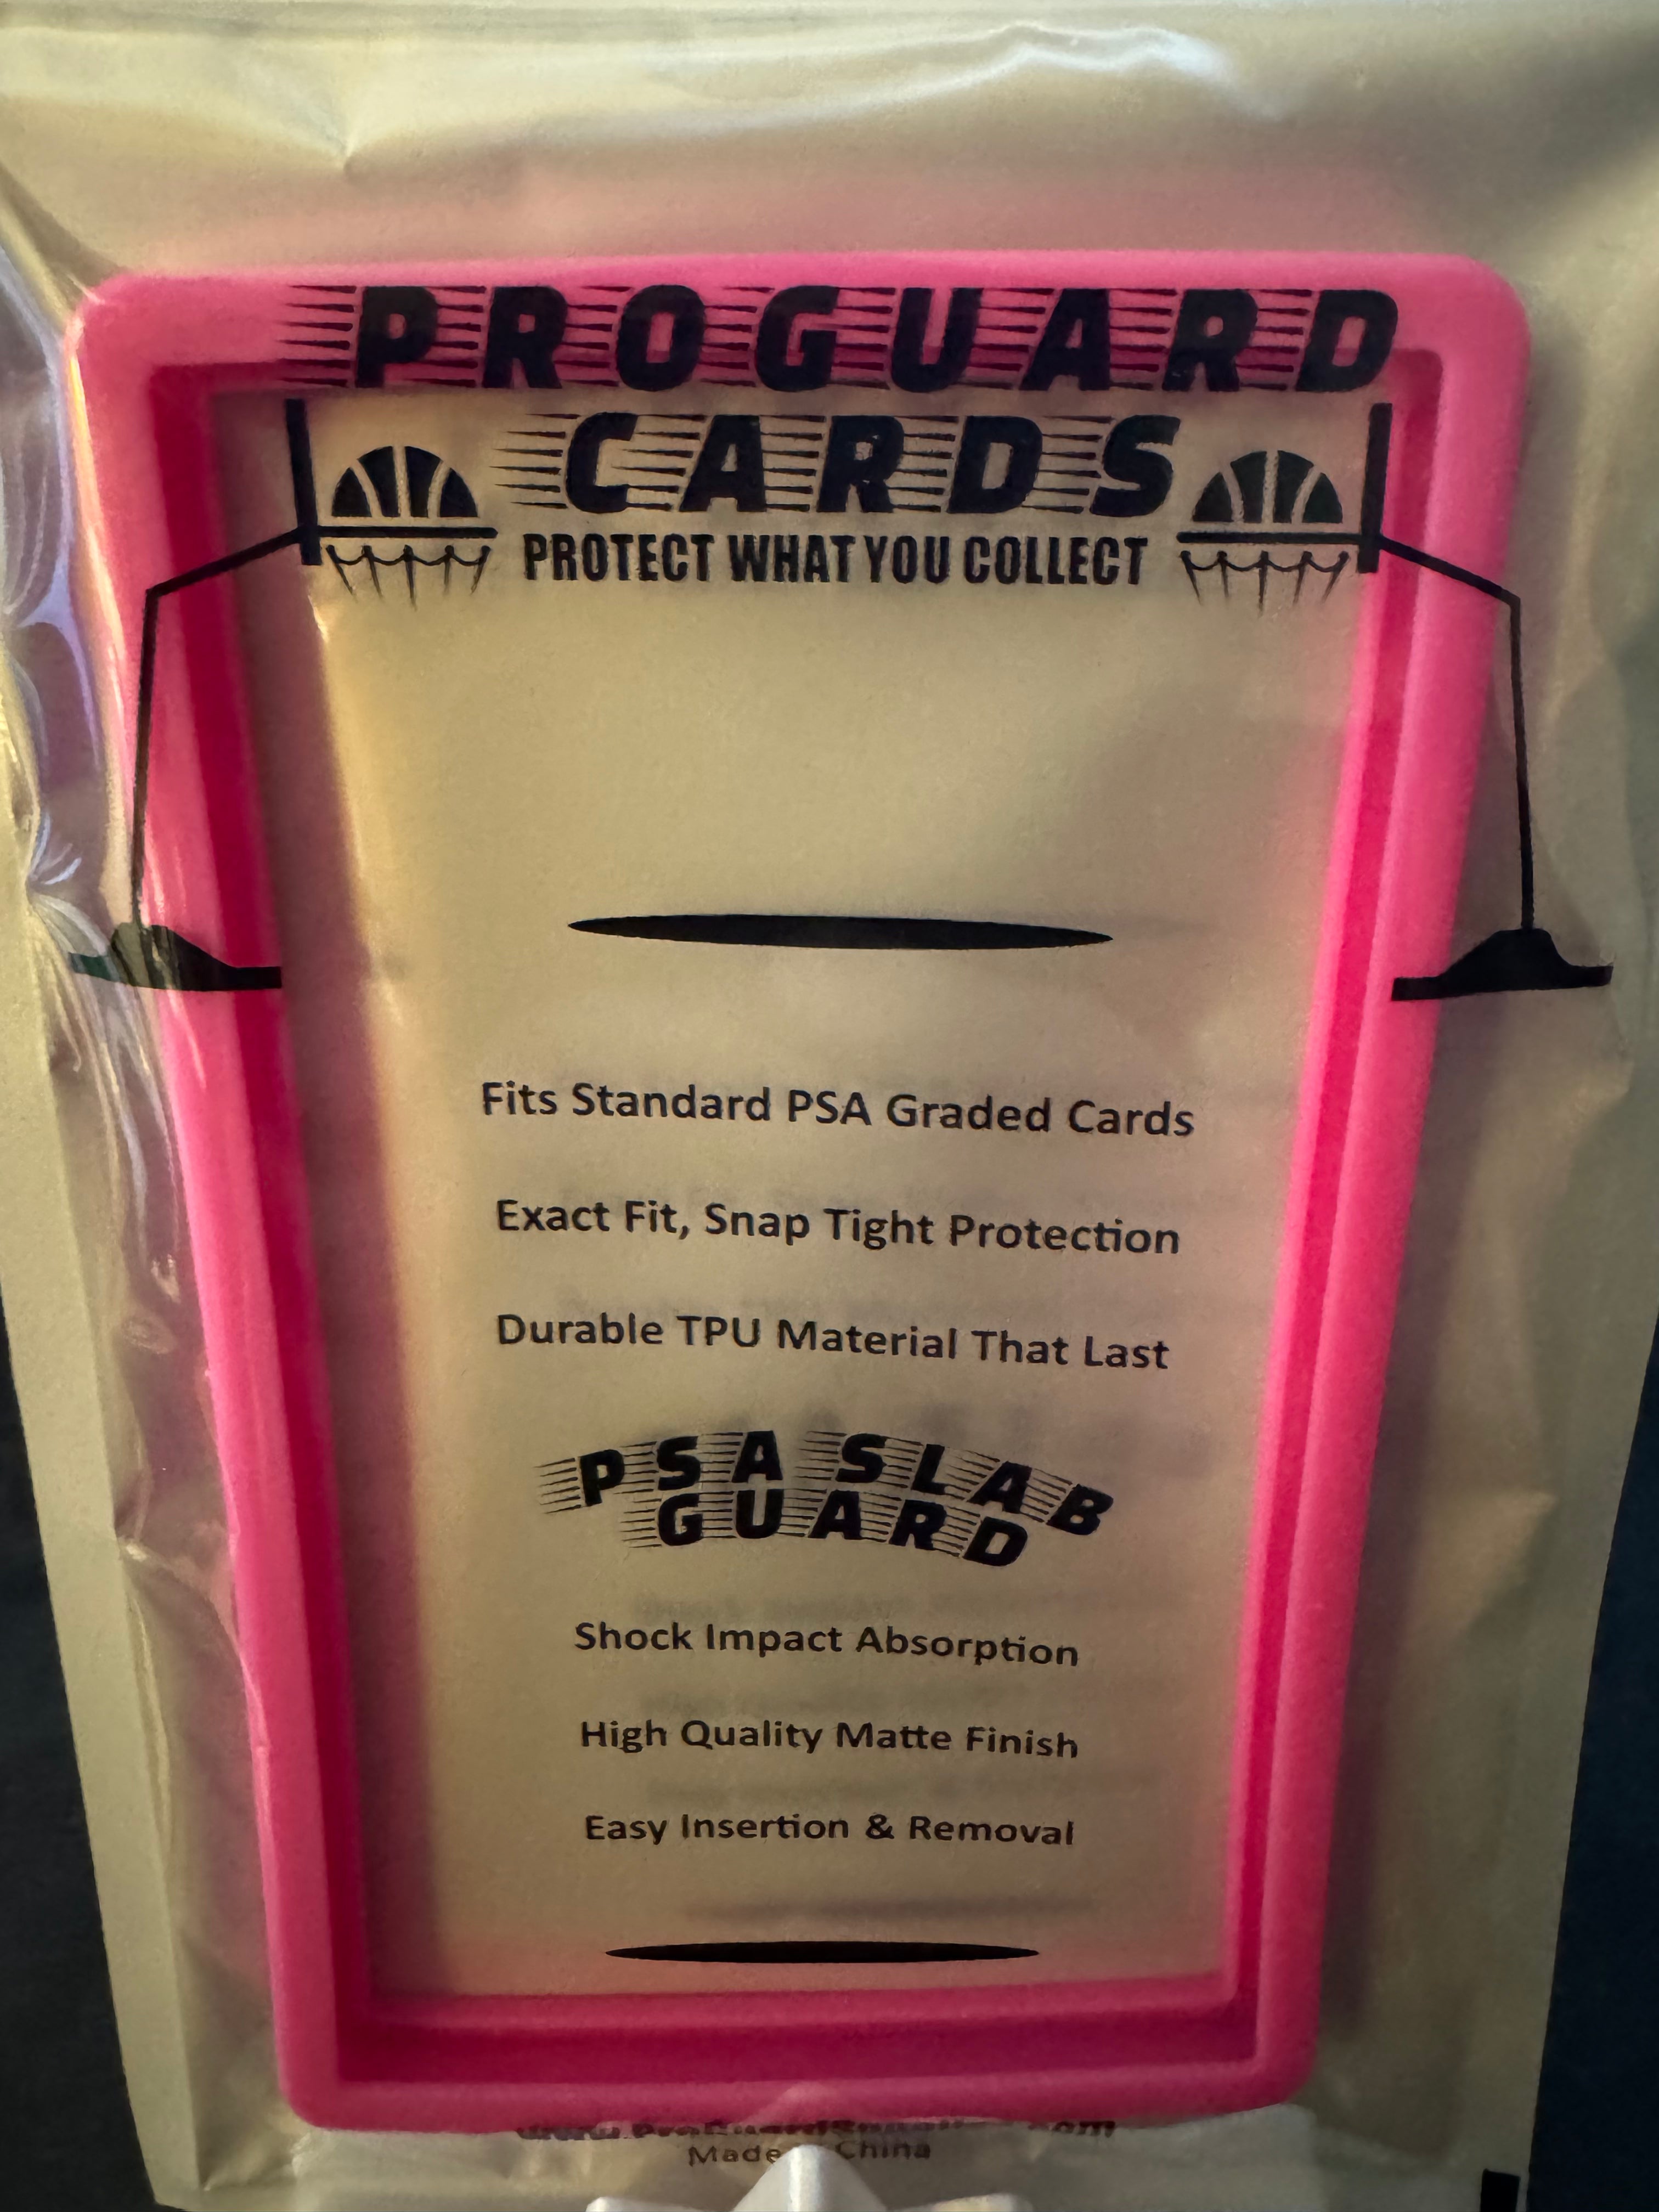 PROGUARD
CARDS
PROTECT WHAT YOU COLLECT
Fits Standard PSA Graded Cards
Exact Fit, Snap Tight Protection
Durable TPU Material That Last
PSA SLAB
GUARD
Shock Impact Absorption
High Quality Matte Finish
Easy Insertion & Removal
Made China